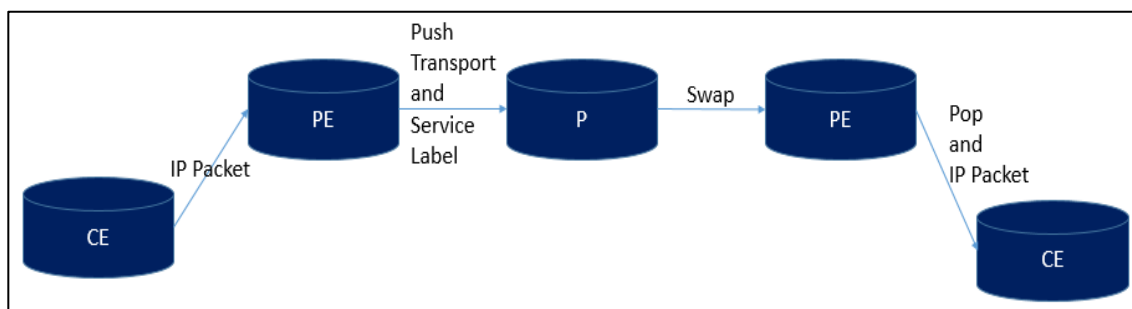 Push
Transport
and
Service
Label
PE
P
Swap
PE
Pop
and
IP Packet
IP Packet
CE
CE